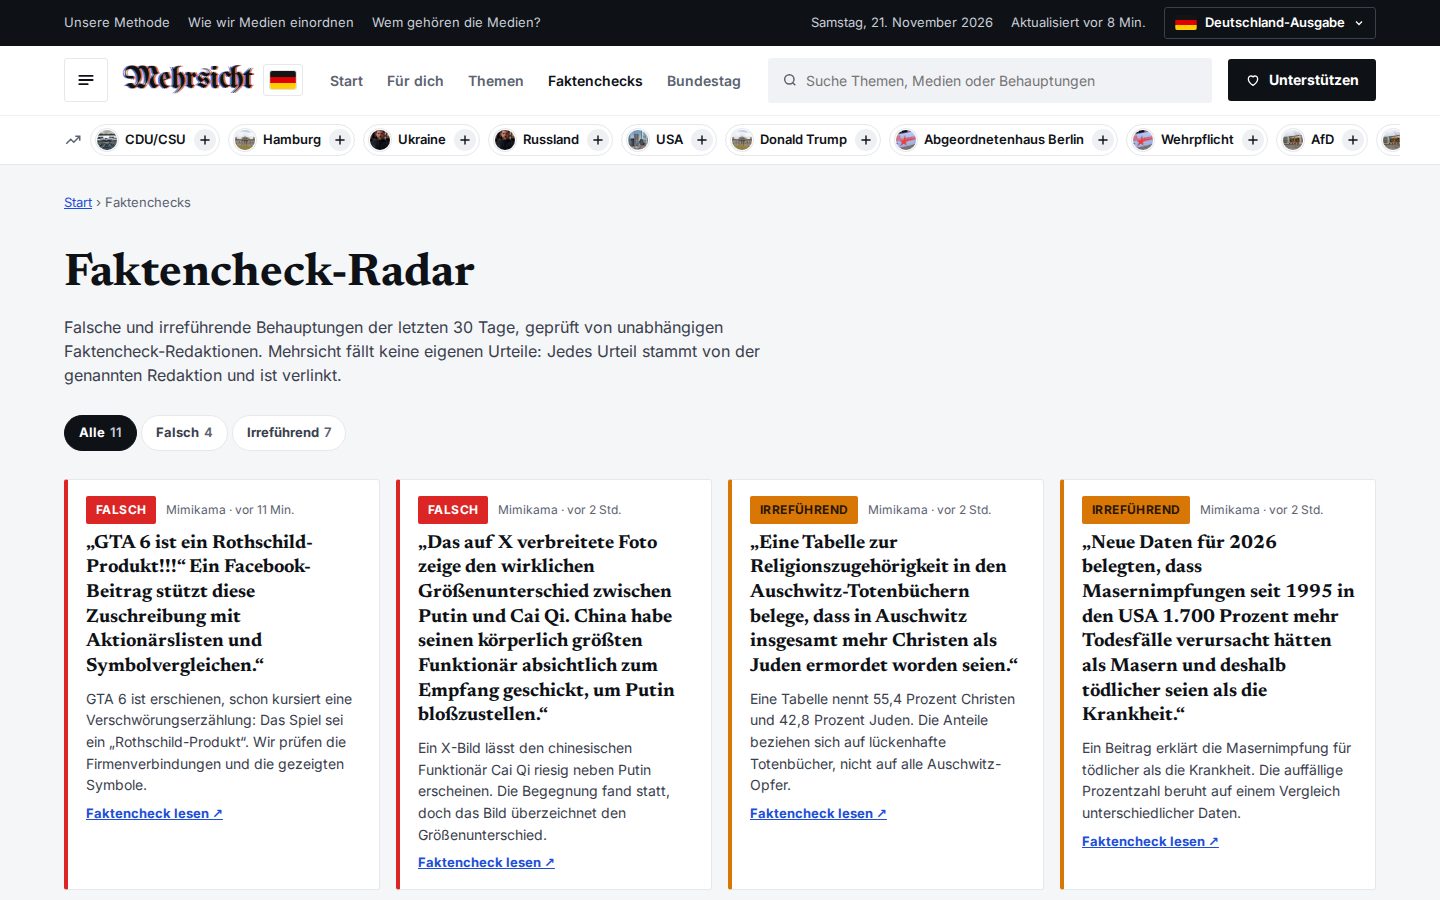 Unsere Methode Wie wir Medien einordnen Wem gehören die Medien? Samstag, 21. November 2026 Aktualisiert vor 8 Min. Deutschland-Ausgabe
Mehrsicht Start Für dich Themen Faktenchecks Bundestag Suche Themen, Medien oder Behauptungen Unterstützen
CDU/CSU + Hamburg + Ukraine + Russland + USA + Donald Trump + Abgeordnetenhaus Berlin + Wehrpflicht + AfD +
Start › Faktenchecks
Faktencheck-Radar
Falsche und irreführende Behauptungen der letzten 30 Tage, geprüft von unabhängigen
Faktencheck-Redaktionen. Mehrsicht fällt keine eigenen Urteile: Jedes Urteil stammt von der
genannten Redaktion und ist verlinkt.
Alle 11 Falsch 4 Irreführend 7
FALSCH Mimikama · vor 11 Min.
„GTA 6 ist ein Rothschild-
Produkt!!!“ Ein Facebook-
Beitrag stützt diese
Zuschreibung mit
Aktionärslisten und
Symbolvergleichen.“
GTA 6 ist erschienen, schon kursiert eine
Verschwörungserzählung: Das Spiel sei
ein „Rothschild-Produkt“. Wir prüfen die
Firmenverbindungen und die gezeigten
Symbole.
Faktencheck lesen ↗
FALSCH Mimikama · vor 2 Std.
„Das auf X verbreitete Foto
zeige den wirklichen
Größenunterschied zwischen
Putin und Cai Qi. China habe
seinen körperlich größten
Funktionär absichtlich zum
Empfang geschickt, um Putin
bloßzustellen.“
Ein X-Bild lässt den chinesischen
Funktionär Cai Qi riesig neben Putin
erscheinen. Die Begegnung fand statt,
doch das Bild überzeichnet den
Größenunterschied.
Faktencheck lesen ↗
IRREFÜHREND Mimikama · vor 2 Std.
„Eine Tabelle zur
Religionszugehörigkeit in den
Auschwitz-Totenbüchern
belege, dass in Auschwitz
insgesamt mehr Christen als
Juden ermordet worden seien.“
Eine Tabelle nennt 55,4 Prozent Christen
und 42,8 Prozent Juden. Die Anteile
beziehen sich auf lückenhafte
Totenbücher, nicht auf alle Auschwitz-
Opfer.
Faktencheck lesen ↗
IRREFÜHREND Mimikama · vor 2 Std.
„Neue Daten für 2026
belegten, dass
Masernimpfungen seit 1995 in
den USA 1.700 Prozent mehr
Todesfälle verursacht hätten
als Masern und deshalb
tödlicher seien als die
Krankheit.“
Ein Beitrag erklärt die Masernimpfung für
tödlicher als die Krankheit. Die auffällige
Prozentzahl beruht auf einem Vergleich
unterschiedlicher Daten.
Faktencheck lesen ↗